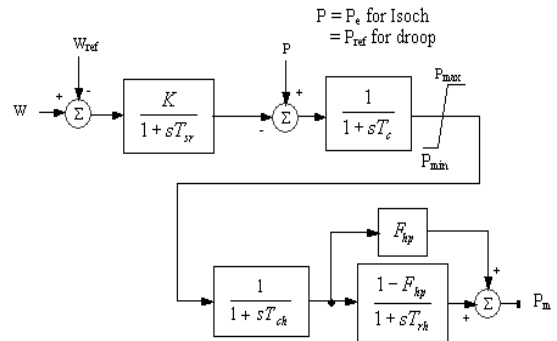 P = Pe for Isoch
= Pref for droop
Wref
P
Pmax
+
-
+
W
Σ
K
1 + sTsr
-
Σ
1
1 + sTc
Pmin
Fhp
+
1
1 + sTch
1 − Fhp
1 + sTrh
+
Σ
Pm